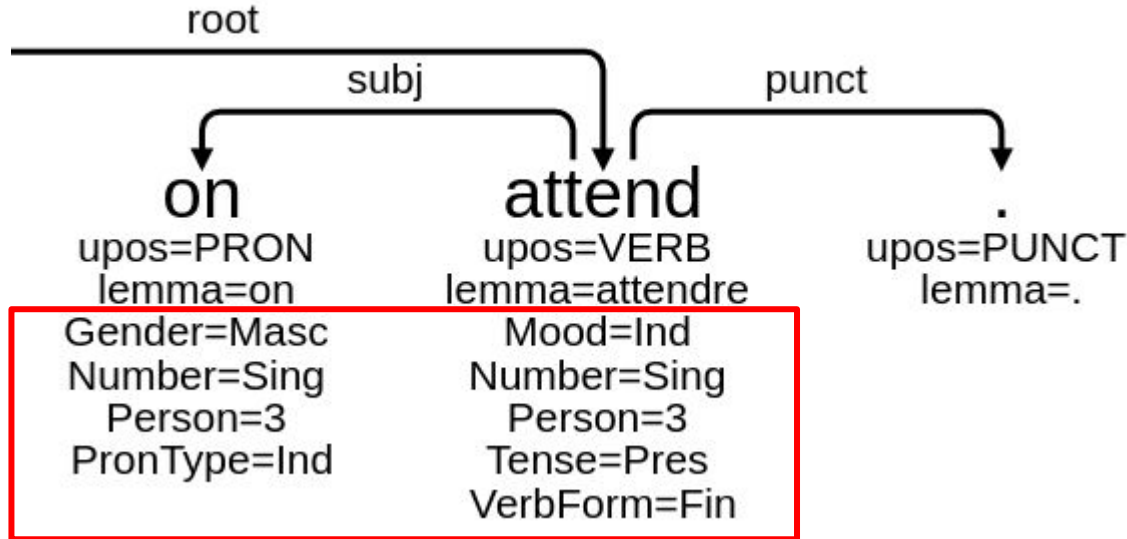 root
subj punct
on attend .
upos=PRON upos=VERB upos=PUNCT
lemma=on lemma=attendre lemma=.
Gender=Masc Mood=Ind
Number=Sing Number=Sing
Person=3 Person=3
PronType=Ind Tense=Pres
VerbForm=Fin